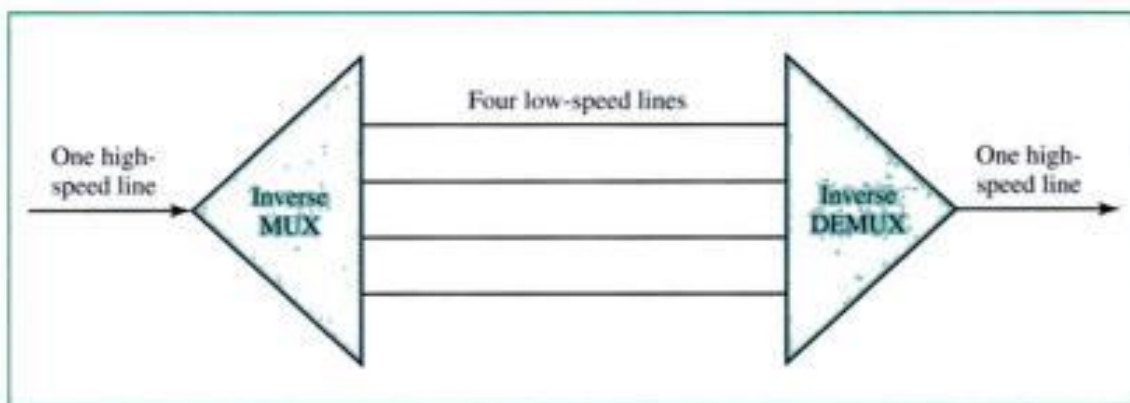 Four low-speed lines
One high-
speed line
Inverse
MUX
Inverse
DEMUX
One high-
speed line